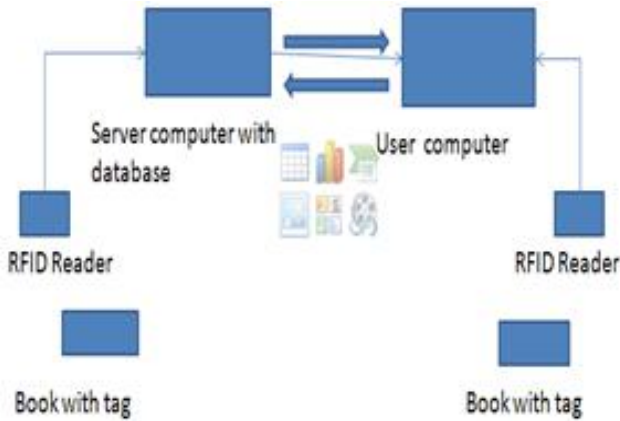 Server computer with
database
User computer
RFID Reader
RFID Reader
Book with tag
Book with tag